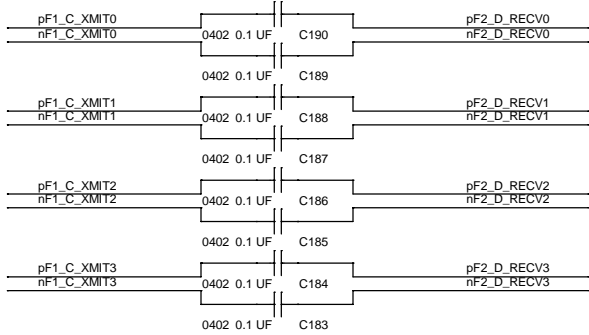 pF1_C_XMIT0 pF2_D_RECV0
nF1_C_XMIT0 0402 0.1 UF C190 nF2_D_RECV0
0402 0.1 UF C189
pF1_C_XMIT1 pF2_D_RECV1
nF1_C_XMIT1 0402 0.1 UF C188 nF2_D_RECV1
0402 0.1 UF C187
pF1_C_XMIT2 pF2_D_RECV2
nF1_C_XMIT2 0402 0.1 UF C186 nF2_D_RECV2
0402 0.1 UF C185
pF1_C_XMIT3 pF2_D_RECV3
nF1_C_XMIT3 0402 0.1 UF C184 nF2_D_RECV3
0402 0.1 UF C183